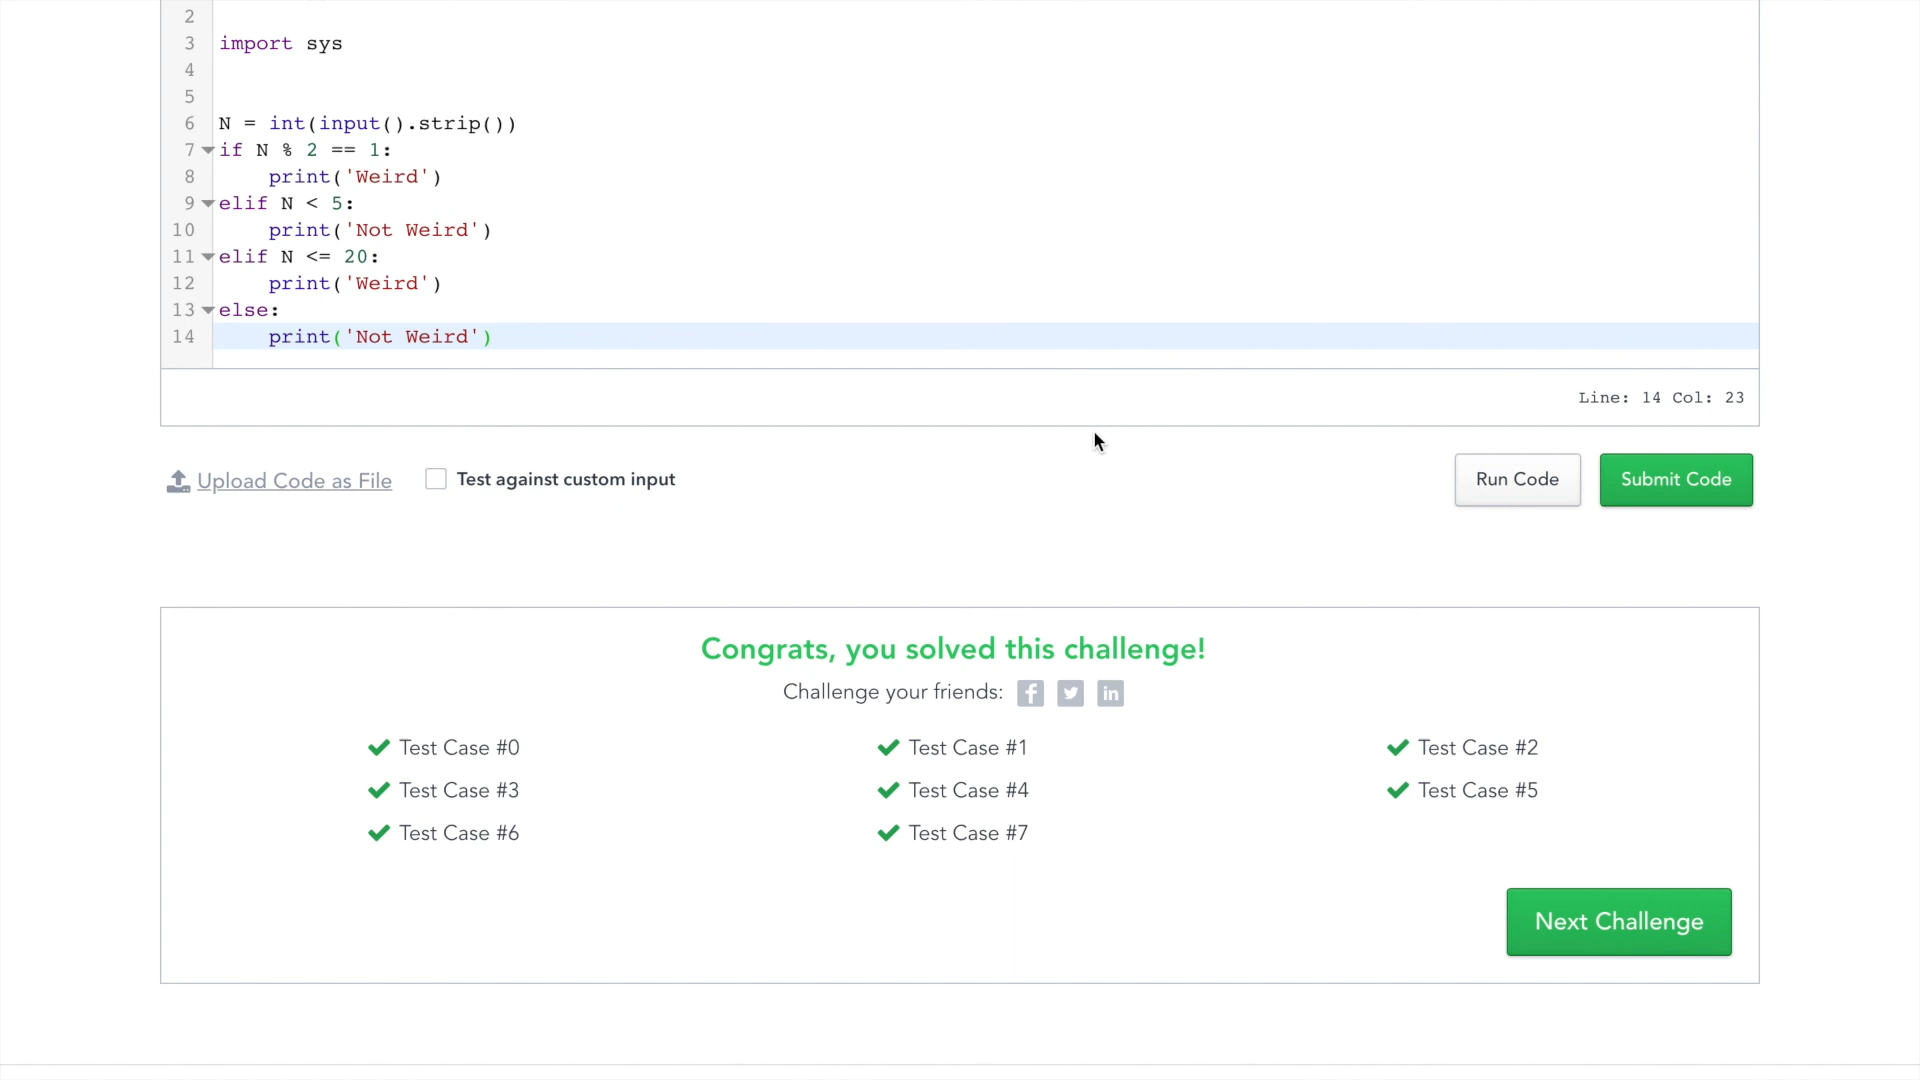 2
3 import sys
4
5
6 N = int(input().strip())
7 if N % 2 == 1:
8     print('Weird')
9 elif N < 5:
10     print('Not Weird')
11 elif N <= 20:
12     print('Weird')
13 else:
14     print('Not Weird')
Line: 14 Col: 23
Upload Code as File Test against custom input Run Code Submit Code
Congrats, you solved this challenge!
Challenge your friends: f in
Test Case #0 Test Case #1 Test Case #2
Test Case #3 Test Case #4 Test Case #5
Test Case #6 Test Case #7
Next Challenge